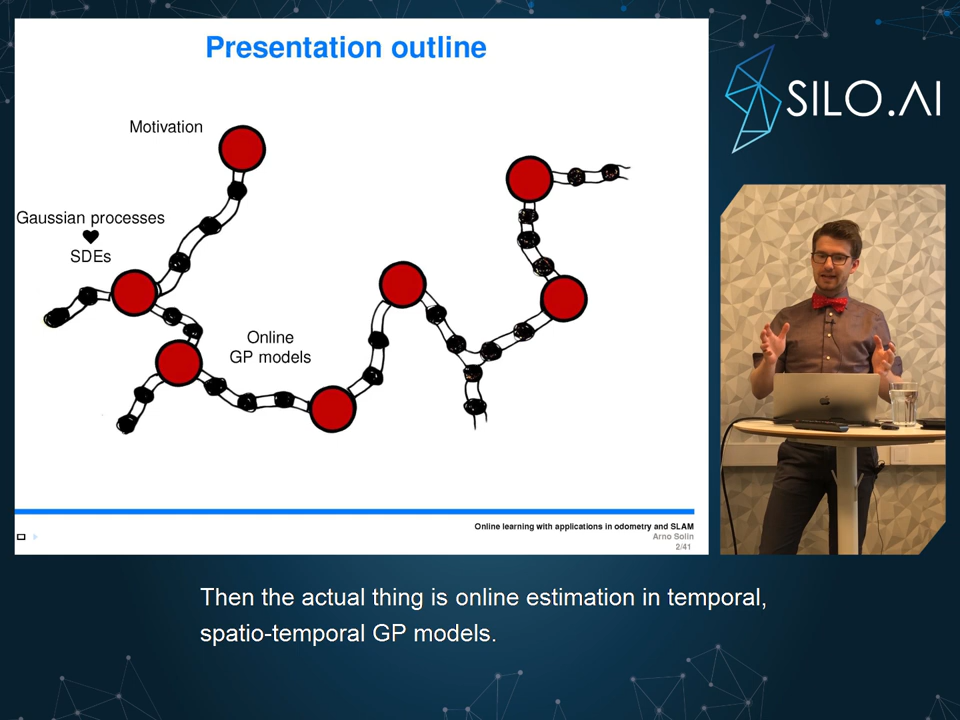 Presentation outline
Motivation
Gaussian processes
♥
SDEs
Online
GP models
Online learning with applications in odometry and SLAM
Arno Solin
2/41
SILO.AI
Then the actual thing is online estimation in temporal,
spatio-temporal GP models.